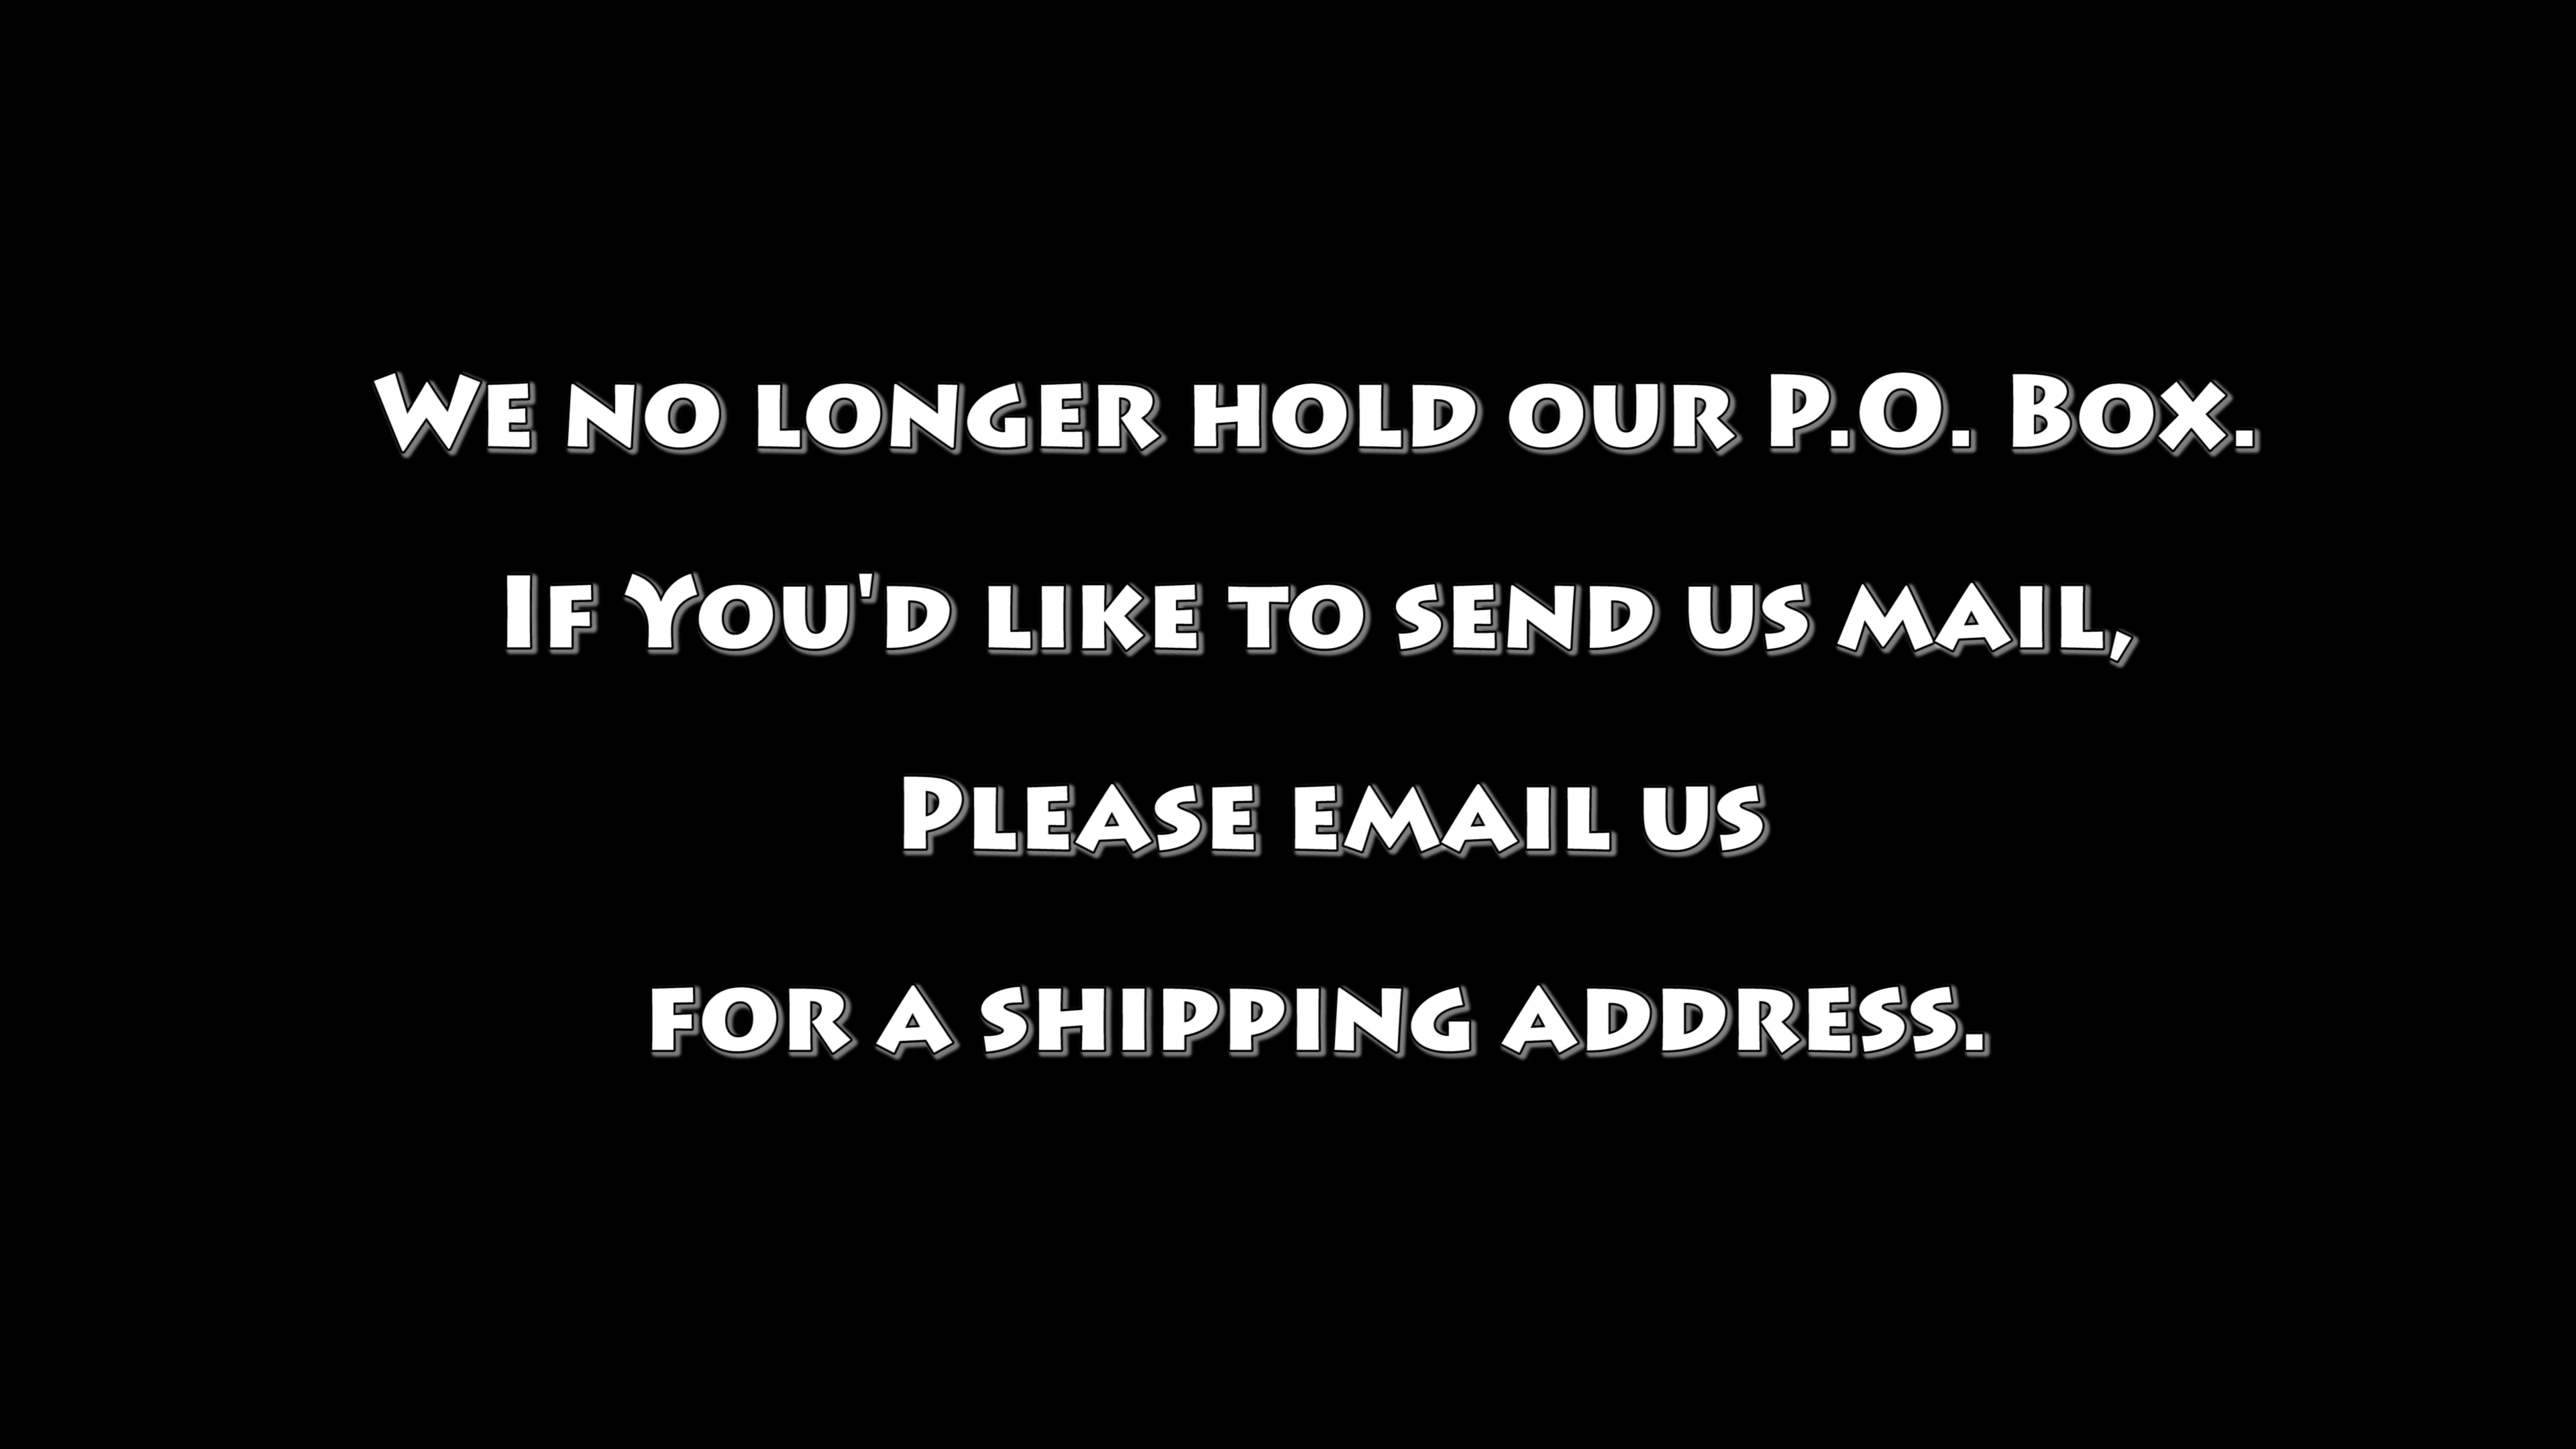 We no longer hold our P.O. Box.
If You'd like to send us mail,
Please email us
for a shipping address.